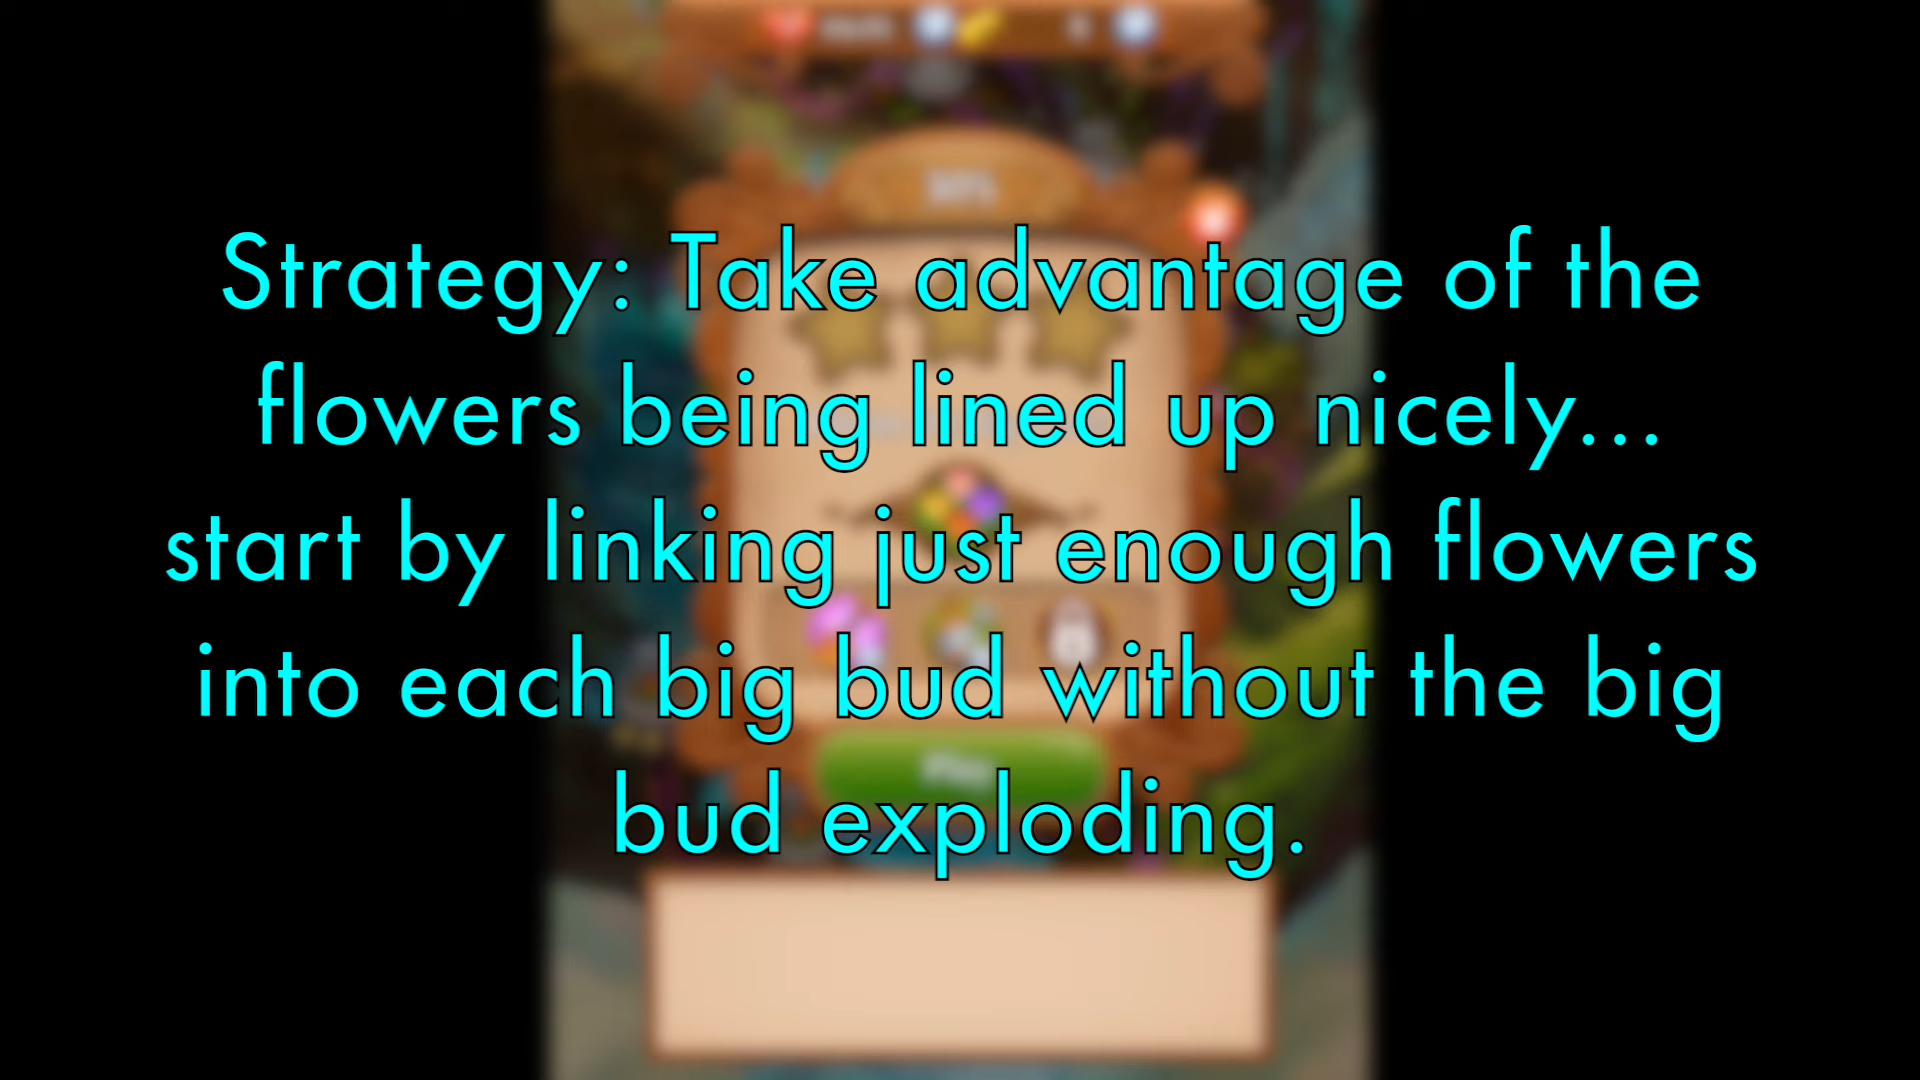 Strategy: Take advantage of the
flowers being lined up nicely...
start by linking just enough flowers
into each big bud without the big
bud exploding.